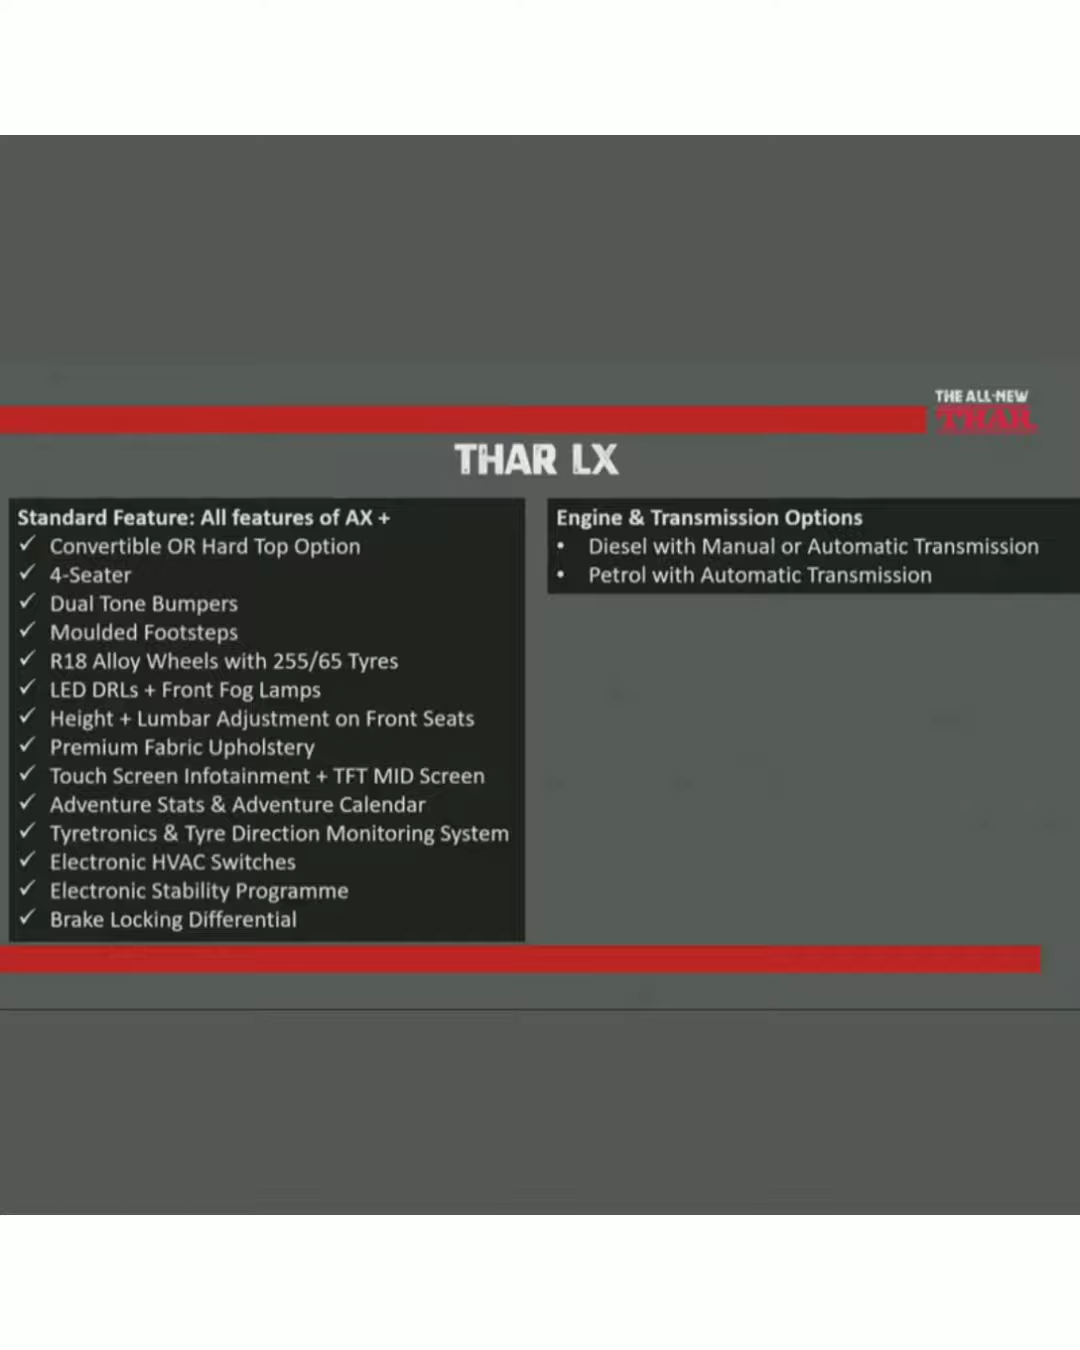 THE ALL-NEW
THAR
THAR LX
Standard Feature: All features of AX +
✓ Convertible OR Hard Top Option
✓ 4-Seater
✓ Dual Tone Bumpers
✓ Moulded Footsteps
✓ R18 Alloy Wheels with 255/65 Tyres
✓ LED DRLs + Front Fog Lamps
✓ Height + Lumbar Adjustment on Front Seats
✓ Premium Fabric Upholstery
✓ Touch Screen Infotainment + TFT MID Screen
✓ Adventure Stats & Adventure Calendar
✓ Tyretronics & Tyre Direction Monitoring System
✓ Electronic HVAC Switches
✓ Electronic Stability Programme
✓ Brake Locking Differential
Engine & Transmission Options
• Diesel with Manual or Automatic Transmission
• Petrol with Automatic Transmission